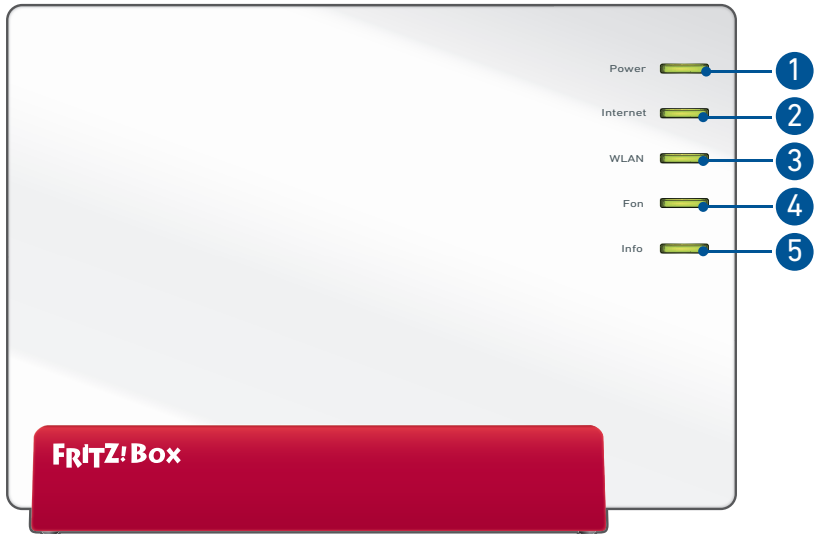 Power 1
Internet 2
WLAN 3
Fon 4
Info 5
FRITZ!BOX